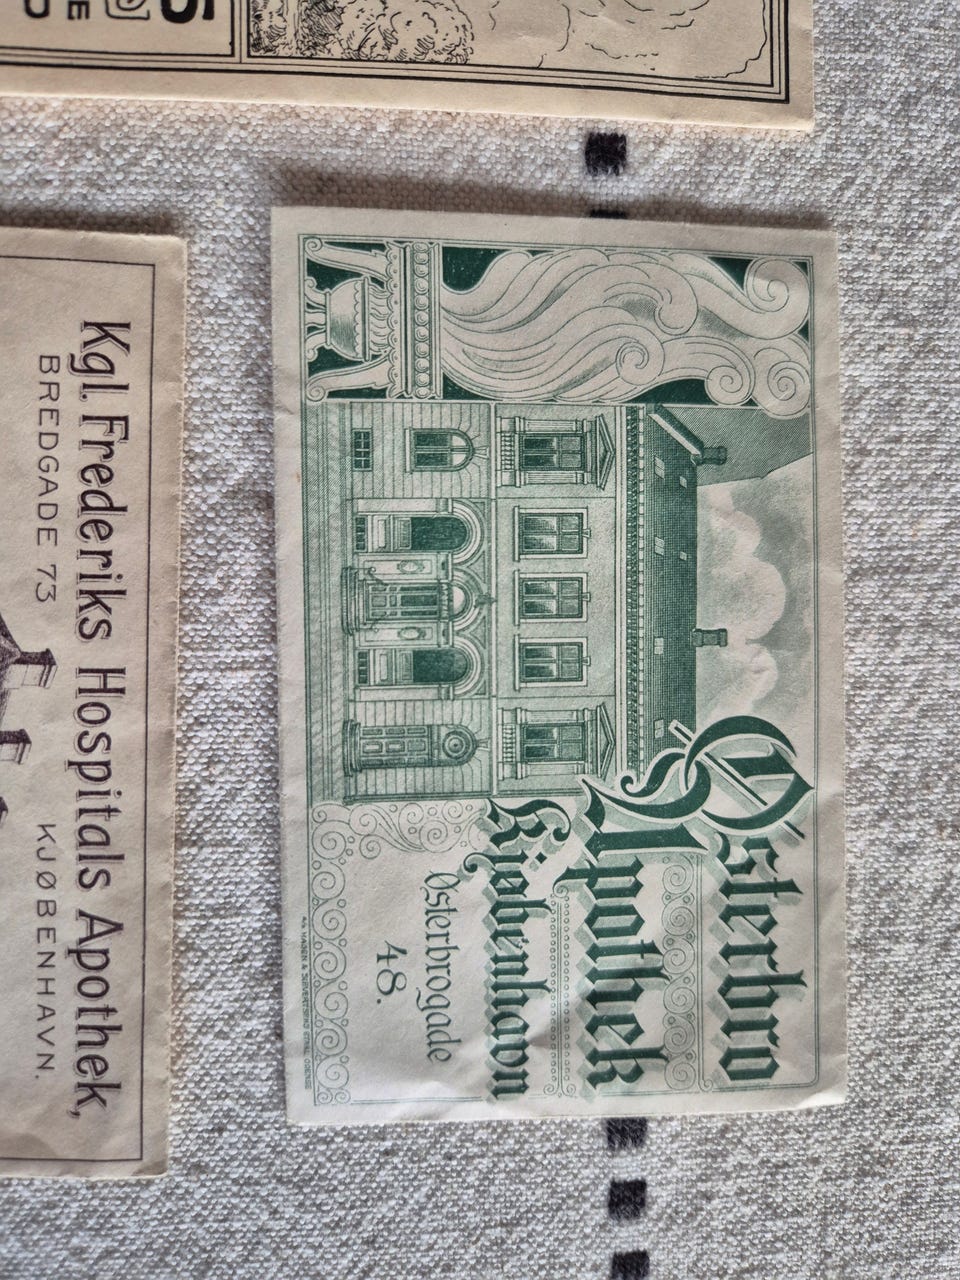 Østerbro
Apothek
Kjøbenhavn
Østerbrogade
48.
Kgl. Frederiks Hospitals Apothek,
BREDGADE 73 KJØBENHAVN.